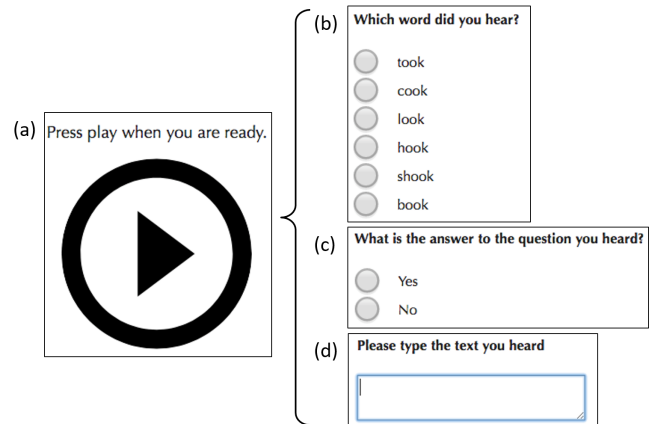 (a) Press play when you are ready.
(b) Which word did you hear?
took
cook
look
hook
shook
book
(c) What is the answer to the question you heard?
Yes
No
(d) Please type the text you heard